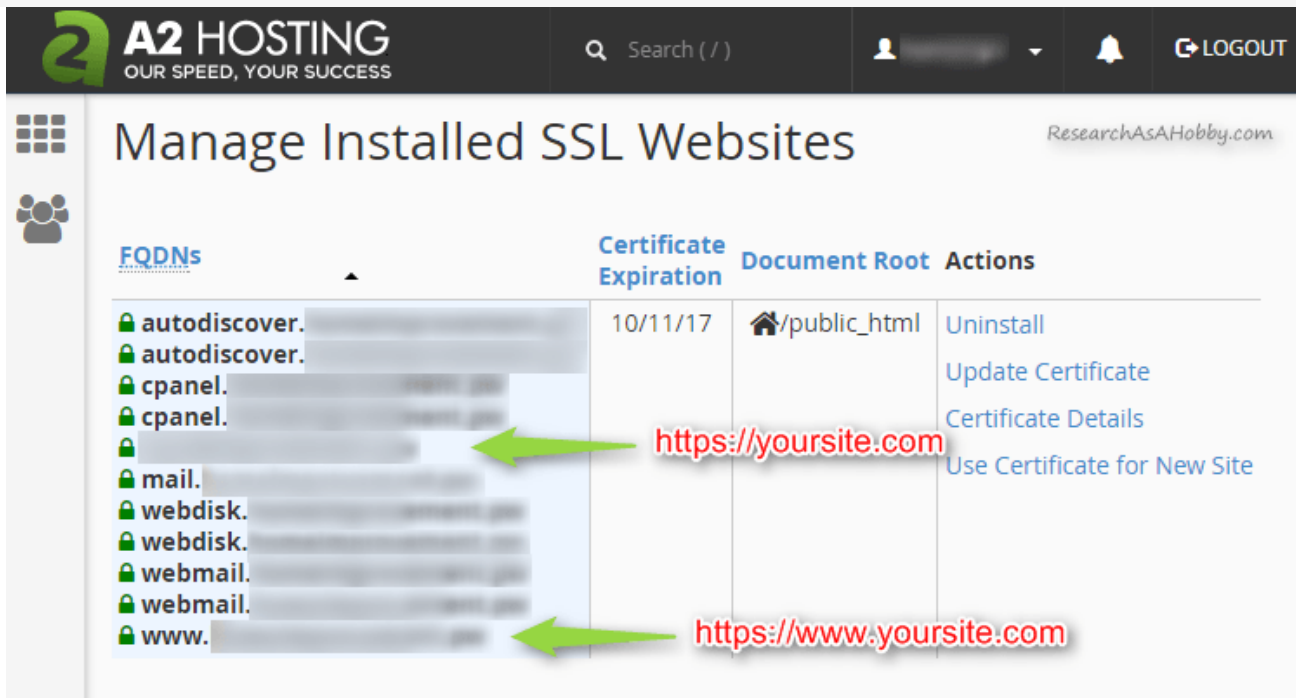 A2 HOSTING
OUR SPEED, YOUR SUCCESS
Search ( / )
LOGOUT
Manage Installed SSL Websites
ResearchAsAHobby.com
FQDNs
Certificate
Expiration
Document Root
Actions
autodiscover.
autodiscover.
cpanel.
cpanel.
mail.
webdisk.
webdisk.
webmail.
webmail.
www.
10/11/17
/public_html
Uninstall
Update Certificate
Certificate Details
Use Certificate for New Site
https://yoursite.com
https://www.yoursite.com